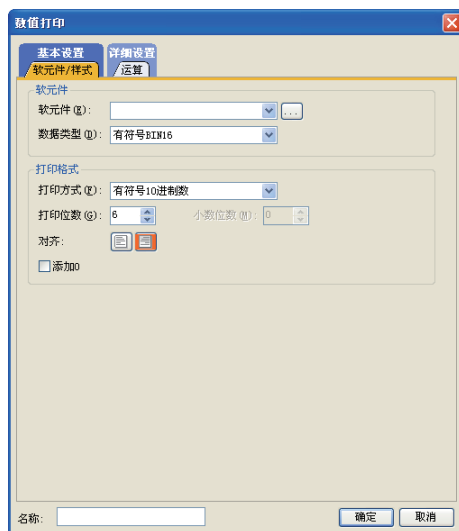 数值打印
基本设置 详细设置
软元件/样式 运算
软元件
软元件(E):
...
数据类型(D): 有符号BIN16
打印格式
打印方式(F): 有符号10进制数
打印位数(G): 6 小数位数(M): 0
对齐:
添加0
名称:
确定 取消